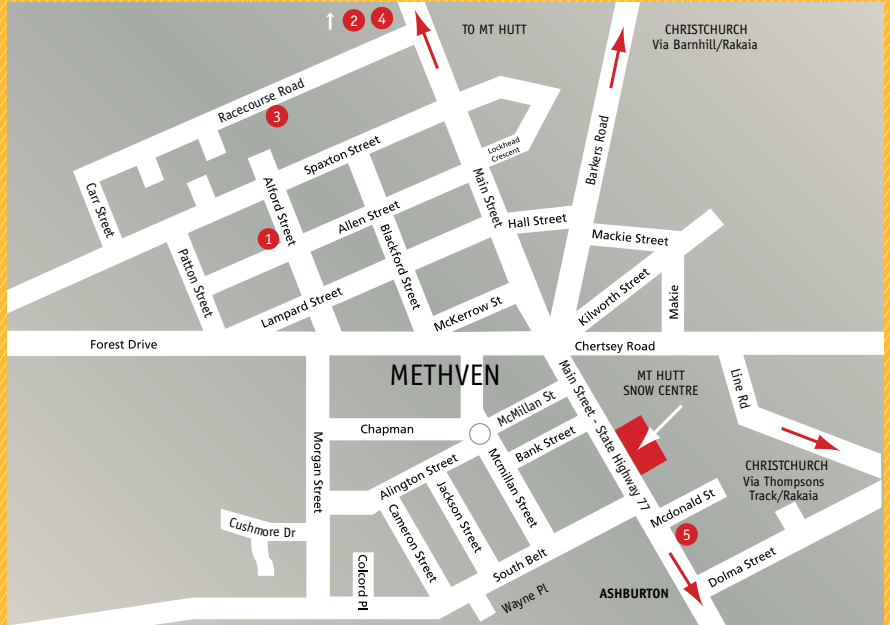 2
4
TO MT HUTT
CHRISTCHURCH
Via Barnhill/Rakaia
Racecourse Road
3
Spaxton Street
Lockhead
Crescent
Barkers Road
Carr Street
Alford Street
Allen Street
Main Street
Hall Street
Mackie Street
1
Patton Street
Blackford Street
Lampard Street
McKerrow St
Kilworth Street
Makie
Forest Drive
Chertsey Road
METHVEN
MT HUTT
SNOW CENTRE
Line Rd
McMillan St
Main Street - State Highway 77
Chapman
Bank Street
Morgan Street
Alington Street
Mcmillan Street
Jackson Street
Cameron Street
CHRISTCHURCH
Via Thompsons
Track/Rakaia
Mcdonald St
5
Cushmore Dr
Colcord Pl
South Belt
Wayne Pl
Dolma Street
ASHBURTON